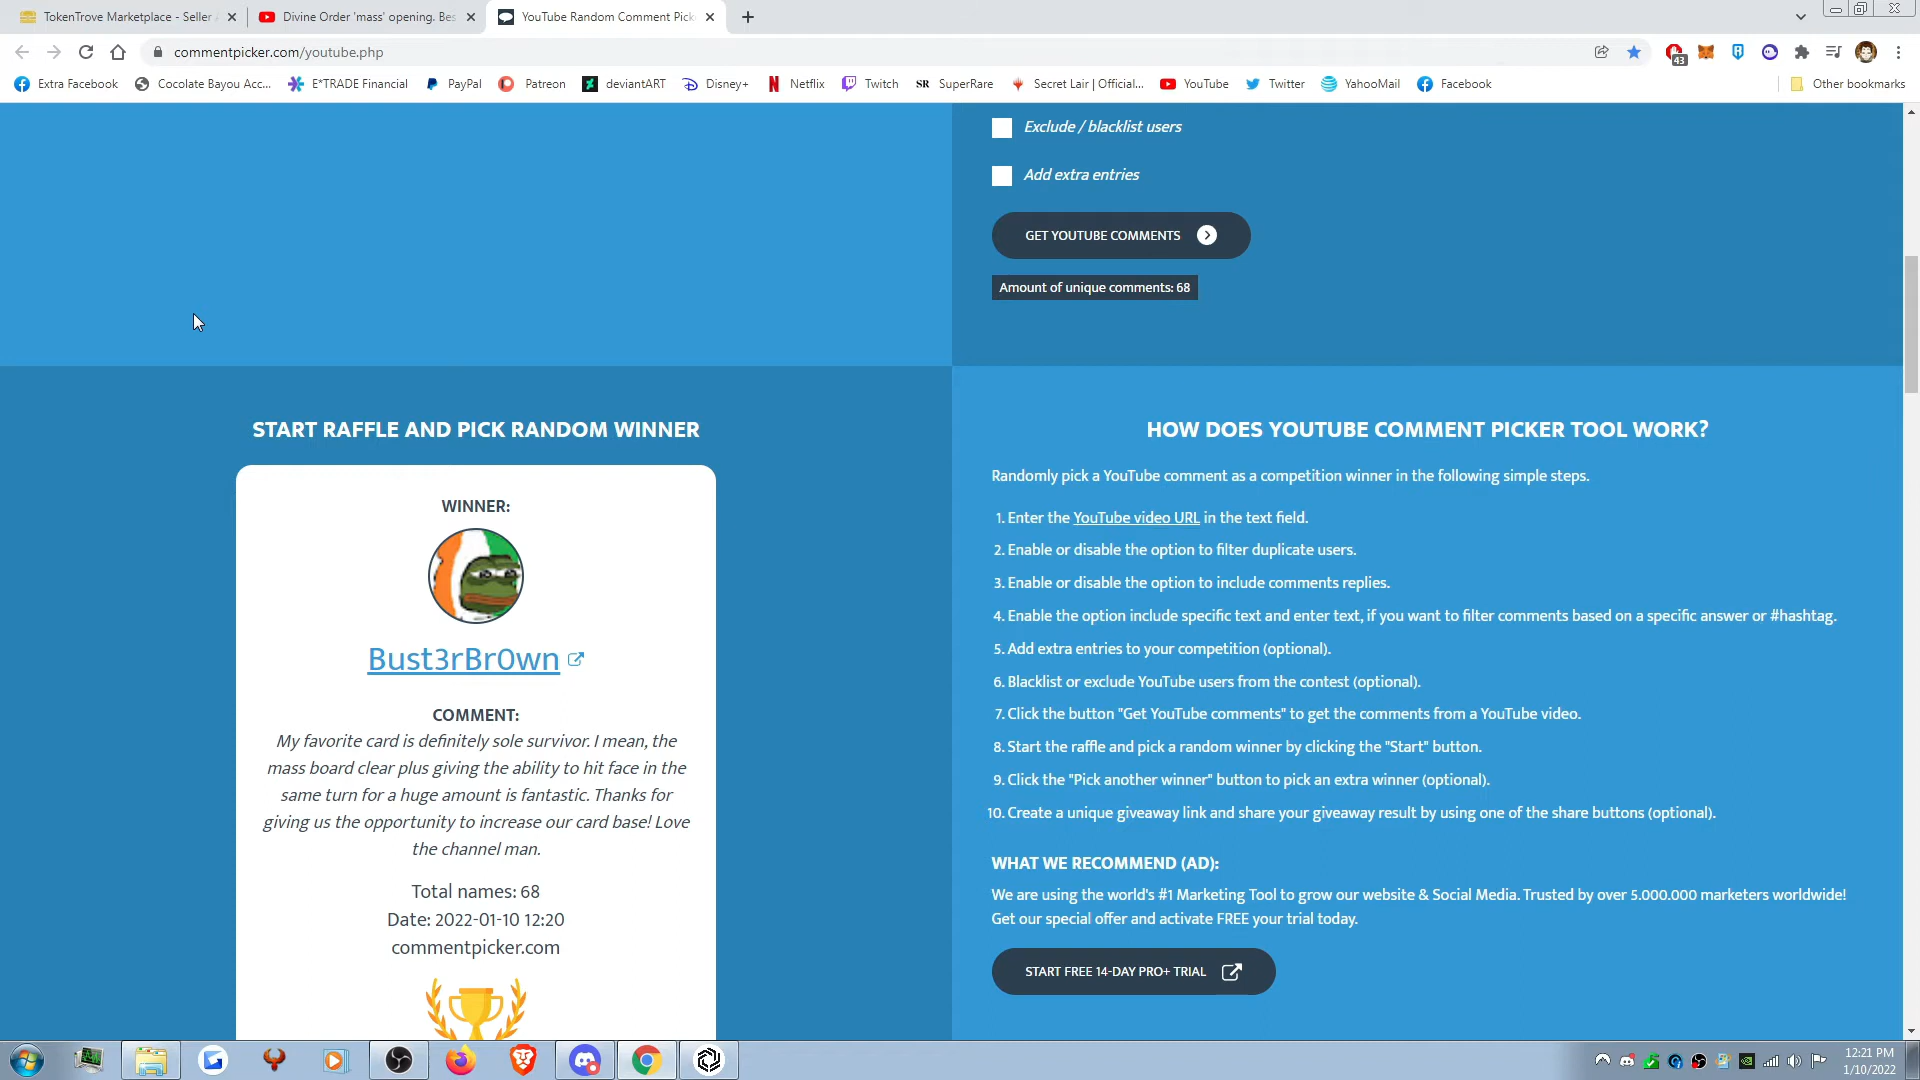 TokenTrove Marketplace - Seller
Divine Order 'mass' opening. Bes
YouTube Random Comment Pick
commentpicker.com/youtube.php
43
Extra Facebook
Cocolate Bayou Acc...
E*TRADE Financial
PayPal
Patreon
deviantART
Disney+
Netflix
Twitch
SR
SuperRare
Secret Lair | Official...
YouTube
Twitter
YahooMail
Facebook
Other bookmarks
Exclude / blacklist users
Add extra entries
GET YOUTUBE COMMENTS
Amount of unique comments: 68
START RAFFLE AND PICK RANDOM WINNER
WINNER:
Bust3rBr0wn
COMMENT:
My favorite card is definitely sole survivor. I mean, the
mass board clear plus giving the ability to hit face in the
same turn for a huge amount is fantastic. Thanks for
giving us the opportunity to increase our card base! Love
the channel man.
Total names: 68
Date: 2022-01-10 12:20
commentpicker.com
HOW DOES YOUTUBE COMMENT PICKER TOOL WORK?
Randomly pick a YouTube comment as a competition winner in the following simple steps.
1. Enter the YouTube video URL in the text field.
2. Enable or disable the option to filter duplicate users.
3. Enable or disable the option to include comments replies.
4. Enable the option include specific text and enter text, if you want to filter comments based on a specific answer or #hashtag.
5. Add extra entries to your competition (optional).
6. Blacklist or exclude YouTube users from the contest (optional).
7. Click the button "Get YouTube comments" to get the comments from a YouTube video.
8. Start the raffle and pick a random winner by clicking the "Start" button.
9. Click the "Pick another winner" button to pick an extra winner (optional).
10. Create a unique giveaway link and share your giveaway result by using one of the share buttons (optional).
WHAT WE RECOMMEND (AD):
We are using the world's #1 Marketing Tool to grow our website & Social Media. Trusted by over 5.000.000 marketers worldwide!
Get our special offer and activate FREE your trial today.
START FREE 14-DAY PRO+ TRIAL
12:21 PM
1/10/2022